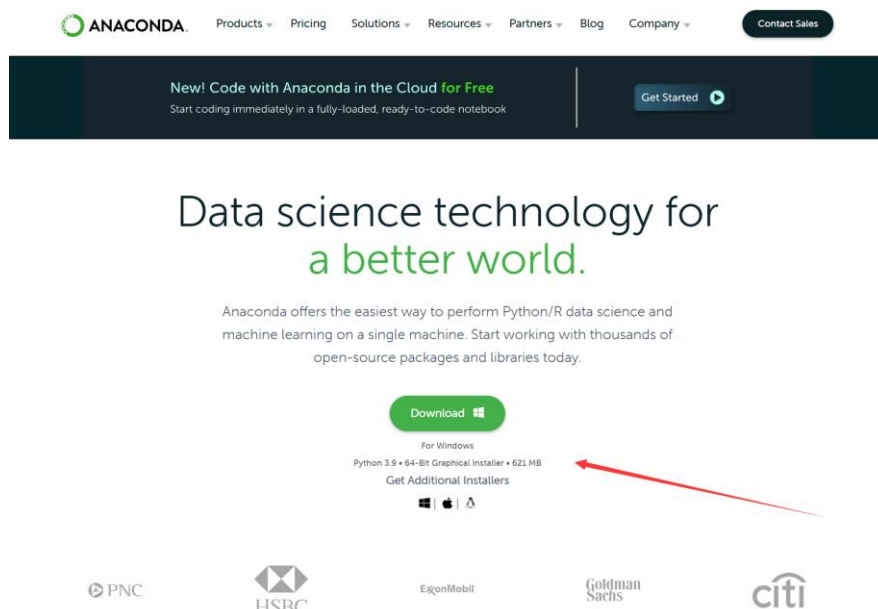 ANACONDA.
Products Pricing Solutions Resources Partners Blog Company Contact Sales
New! Code with Anaconda in the Cloud for Free
Start coding immediately in a fully-loaded, ready-to-code notebook
Get Started
Data science technology for
a better world.
Anaconda offers the easiest way to perform Python/R data science and
machine learning on a single machine. Start working with thousands of
open-source packages and libraries today.
Download
For Windows
Python 3.9 • 64-Bit Graphical Installer • 621 MB
Get Additional Installers
PNC
HSBC
ExxonMobil
Goldman
Sachs
citi